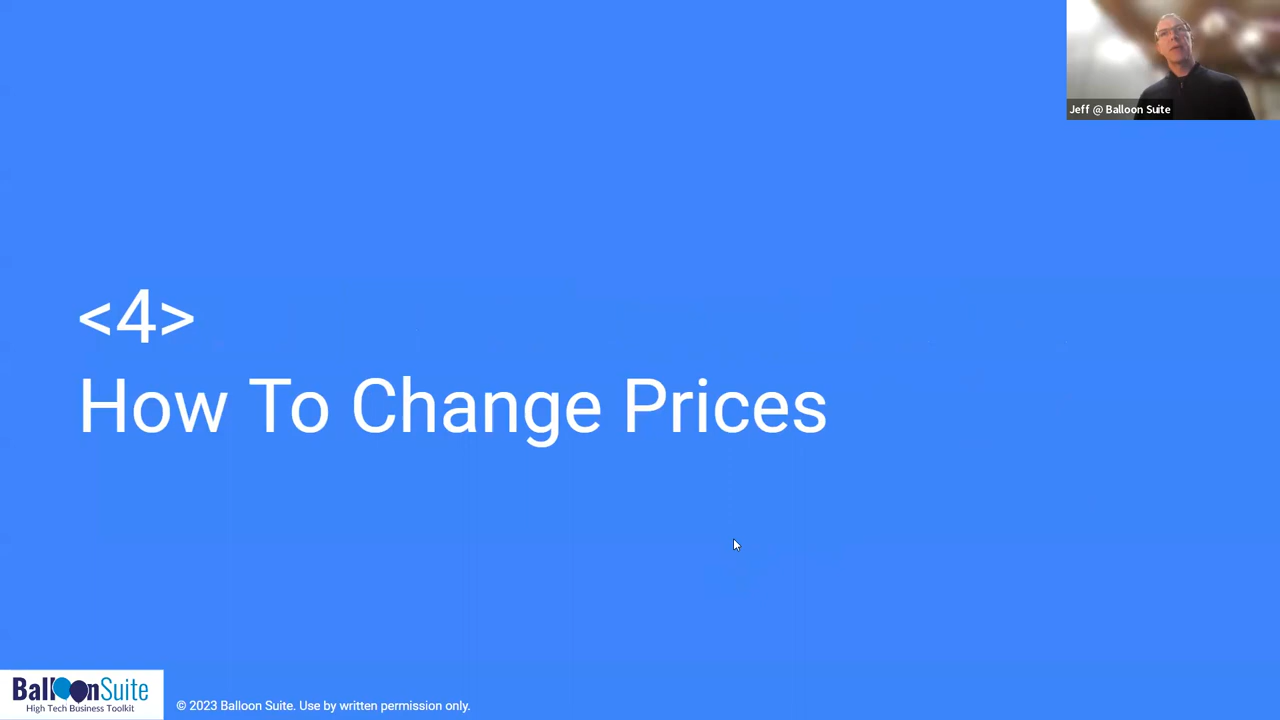 Jeff @ Balloon Suite
<4>
How To Change Prices
BalloonSuite
High Tech Business Toolkit
© 2023 Balloon Suite. Use by written permission only.